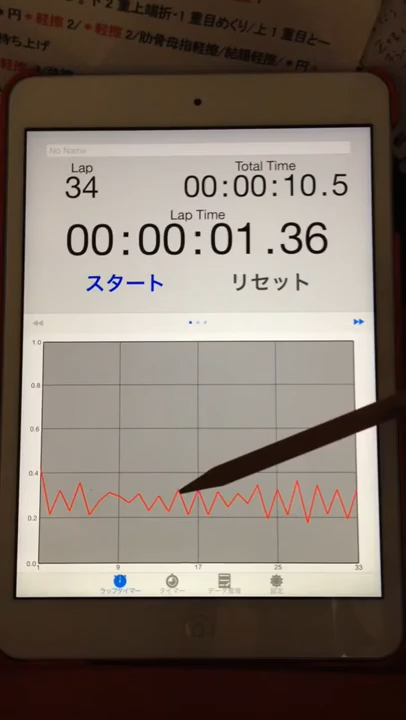 2 重上嘴折・1 重目めくり/上 1 重目と一
・円＊軽擦 2/＊軽擦 2/肋骨母指軽擦/結腸軽擦/＊円＊
持ち上げ
No Name
Lap
Total Time
34
00:00:10.5
Lap Time
00:00:01.36
スタート
リセット
1.0
0.8
0.6
0.4
0.2
0.0
1
9
17
25
33
ラップタイマー
タイマー
データ管理
設定